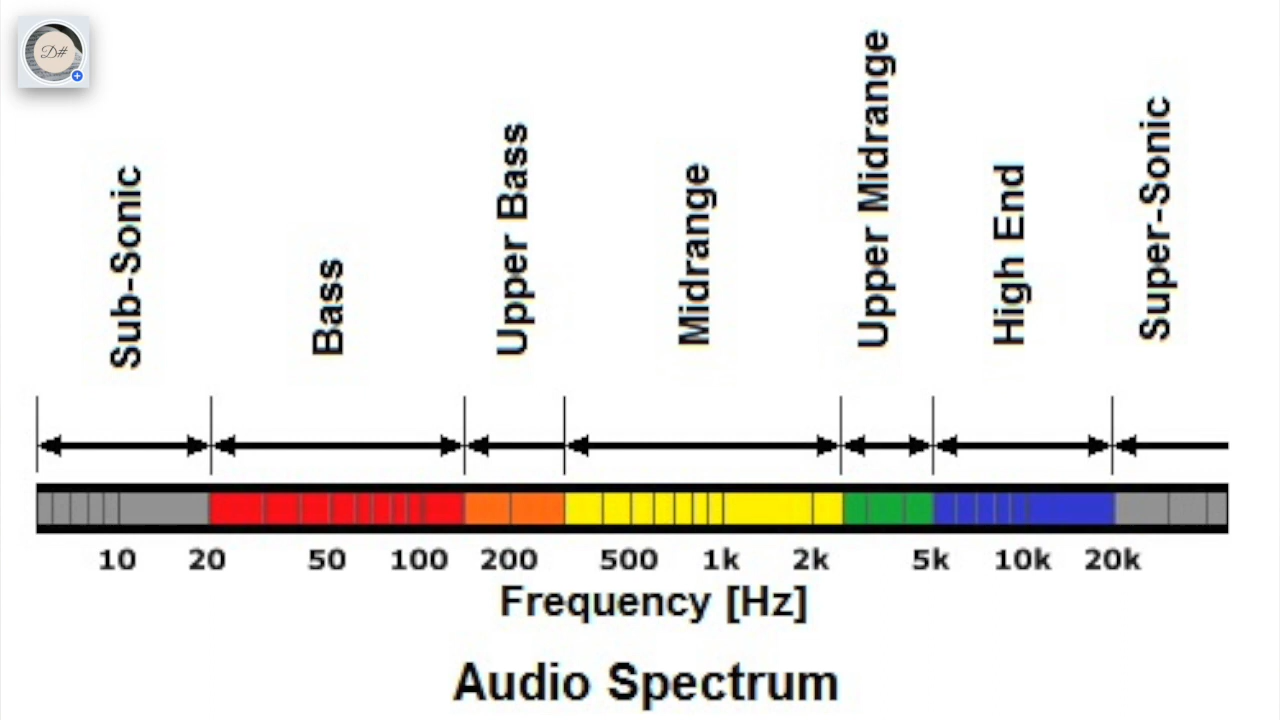 D#
Sub-Sonic
Bass
Upper Bass
Midrange
Upper Midrange
High End
Super-Sonic
10 20 50 100 200 500 1k 2k 5k 10k 20k
Frequency [Hz]
Audio Spectrum